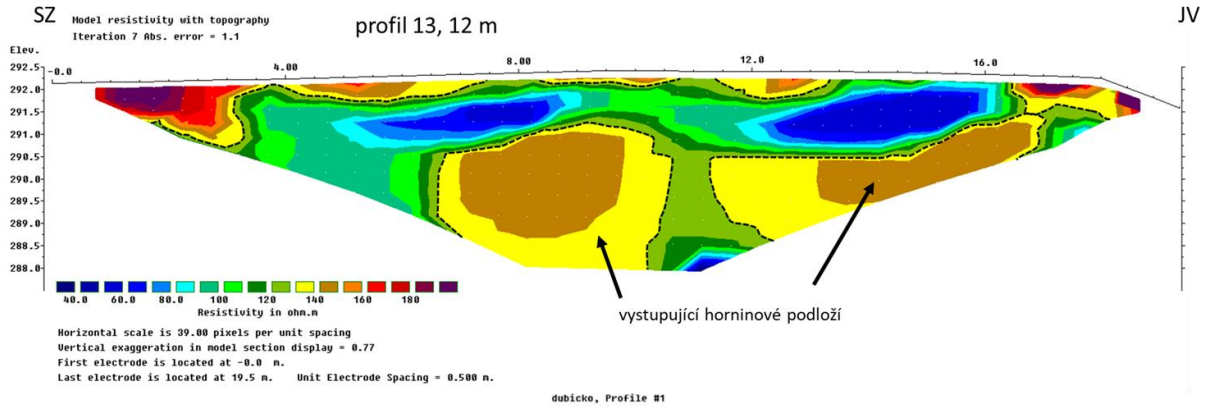 SZ
Model resistivity with topography
Iteration 7 Abs. error = 1.1
profil 13, 12 m
JV
Elev.
292.5
292.0
291.5
291.0
290.5
290.0
289.5
289.0
288.5
288.0
-0.0 4.00 8.00 12.0 16.0
40.0 60.0 80.0 100 120 140 160 180
Resistivity in ohm.m
vystupující horninové podloží
Horizontal scale is 39.00 pixels per unit spacing
Vertical exaggeration in model section display = 0.77
First electrode is located at -0.0 m.
Last electrode is located at 19.5 m. Unit Electrode Spacing = 0.500 m.
dubicko, Profile #1